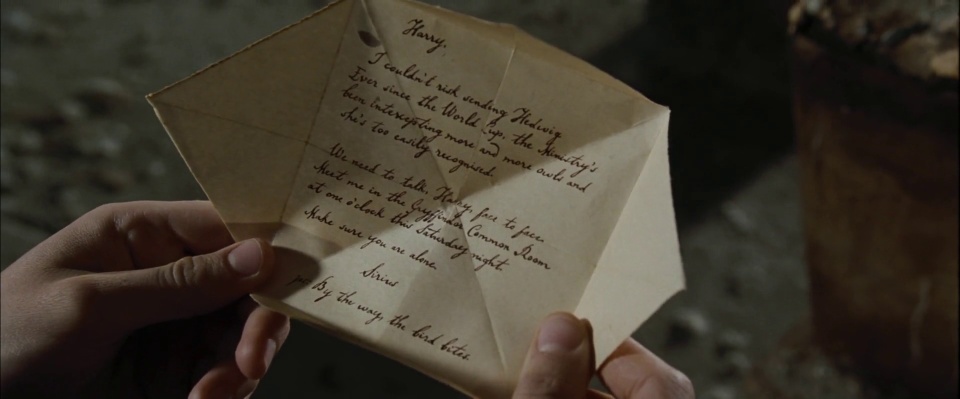 Harry.
I couldn't risk sending Hedwig
Ever since the World Cup, the Ministry's
been intercepting more and more owls and
she's too easily recognised.
We need to talk, Harry, face to face.
Meet me in the Gryffindor Common Room
at one o'clock this Saturday night.
Make sure you are alone.
Sirius
ps By the way, the bird bites.